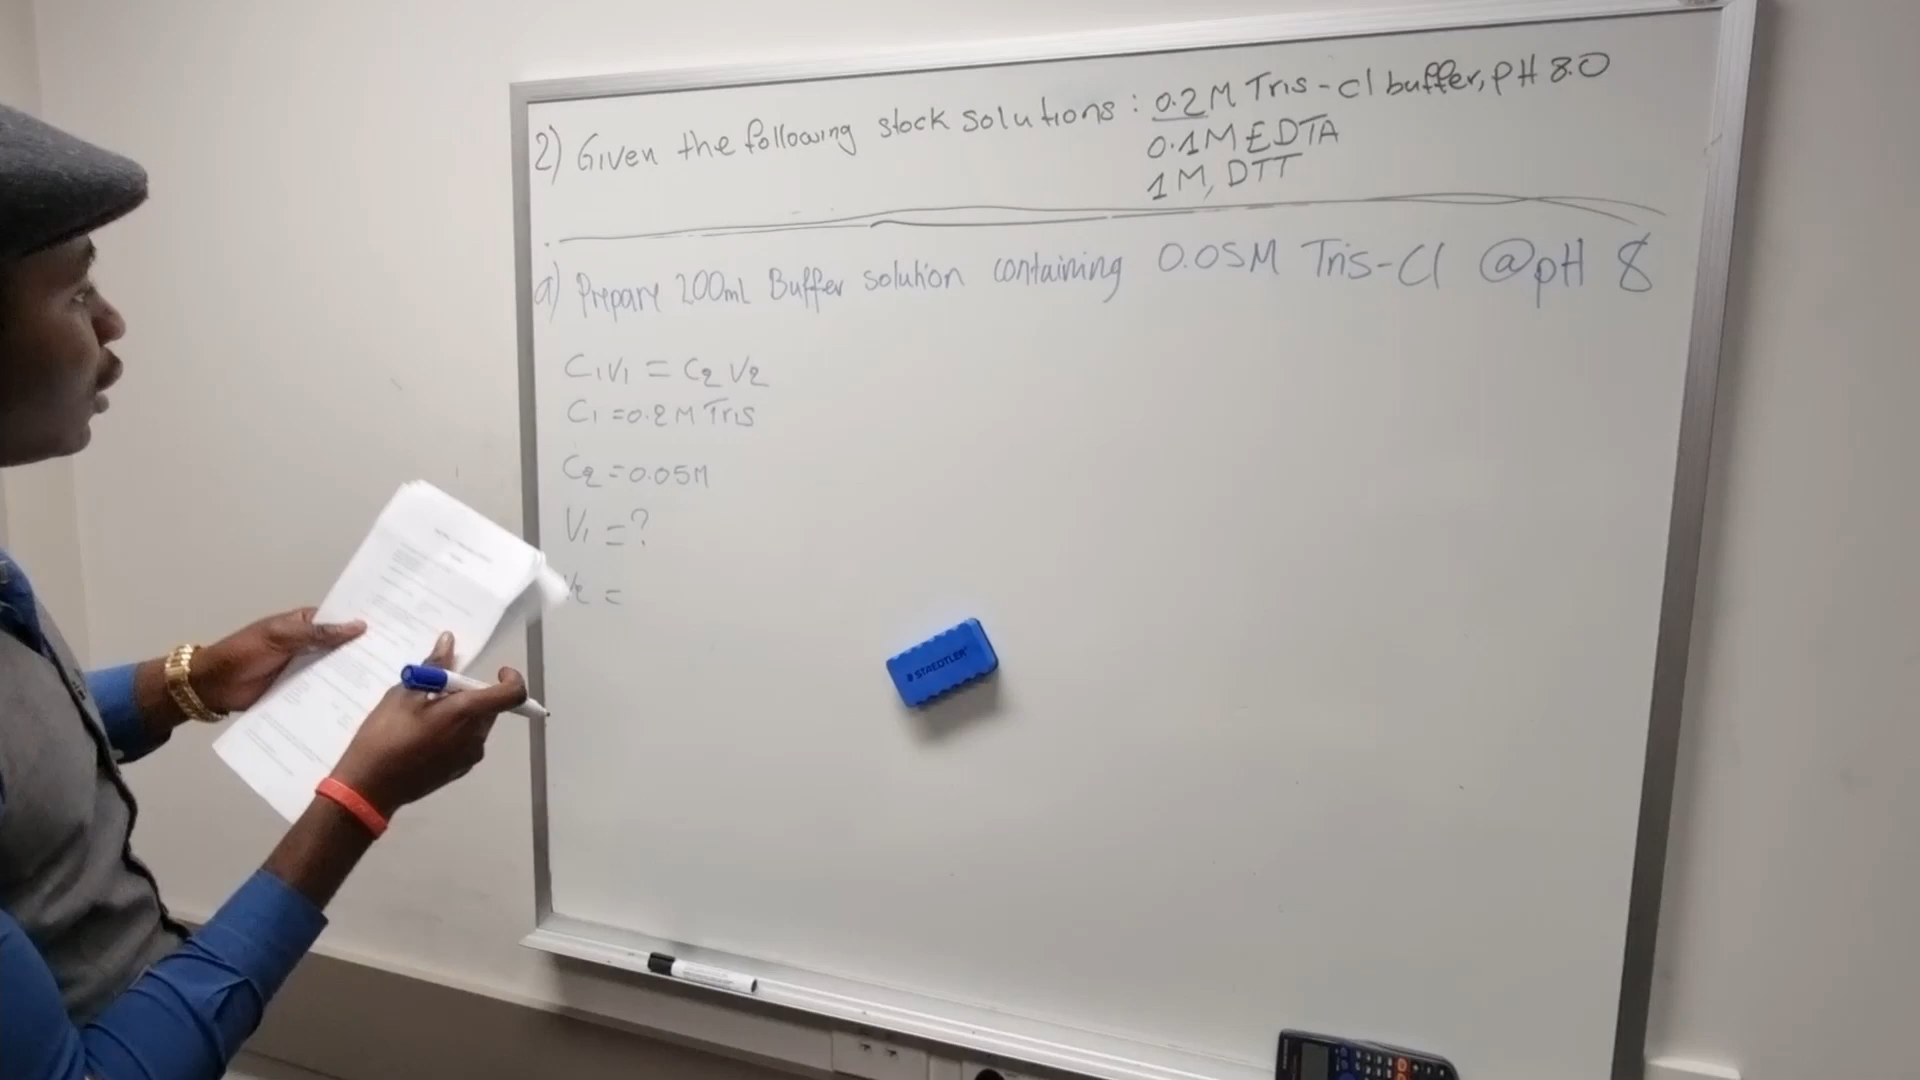 2) Given the following stock solutions : 0.2M Tris-cl buffer, pH 8.0
0.1M EDTA
1M, DTT
a) Prepare 200mL Buffer solution containing 0.05M Tris-Cl @pH 8
C1V1 = C2V2
C1 = 0.2M Tris
C2 = 0.05M
V1 = ?
V2 =
STAEDTLER